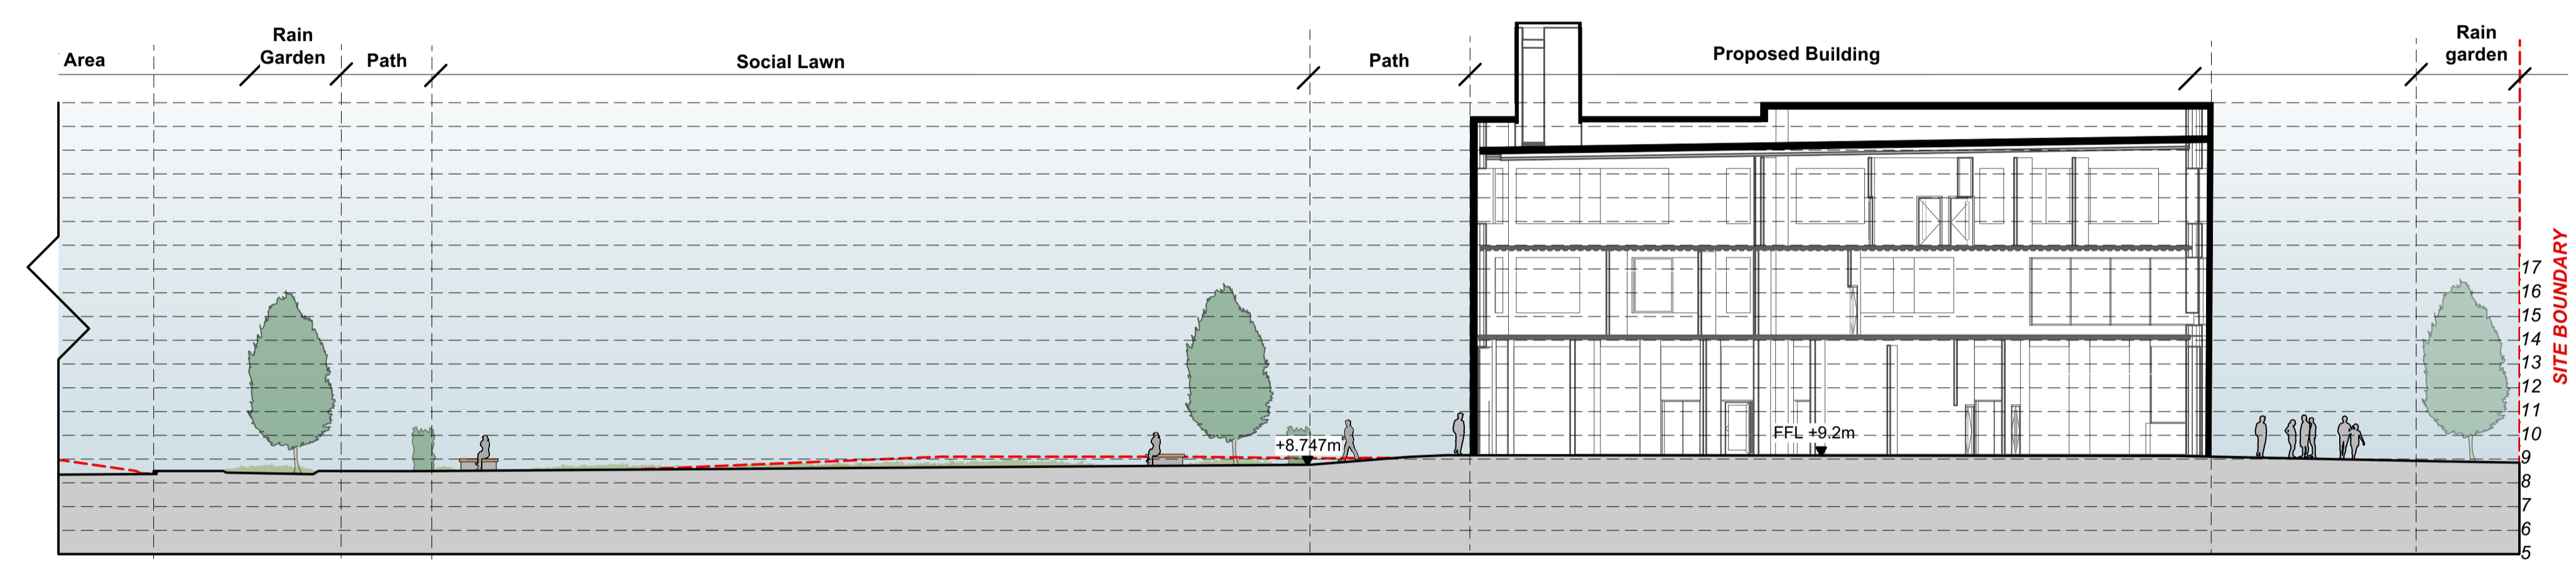 Area
Rain
Garden
Path
Social Lawn
Path
Proposed Building
Rain
garden
17
16
15
14
13
12
11
10
9
8
7
6
5
SITE BOUNDARY
+8.747m
FFL +9.2m